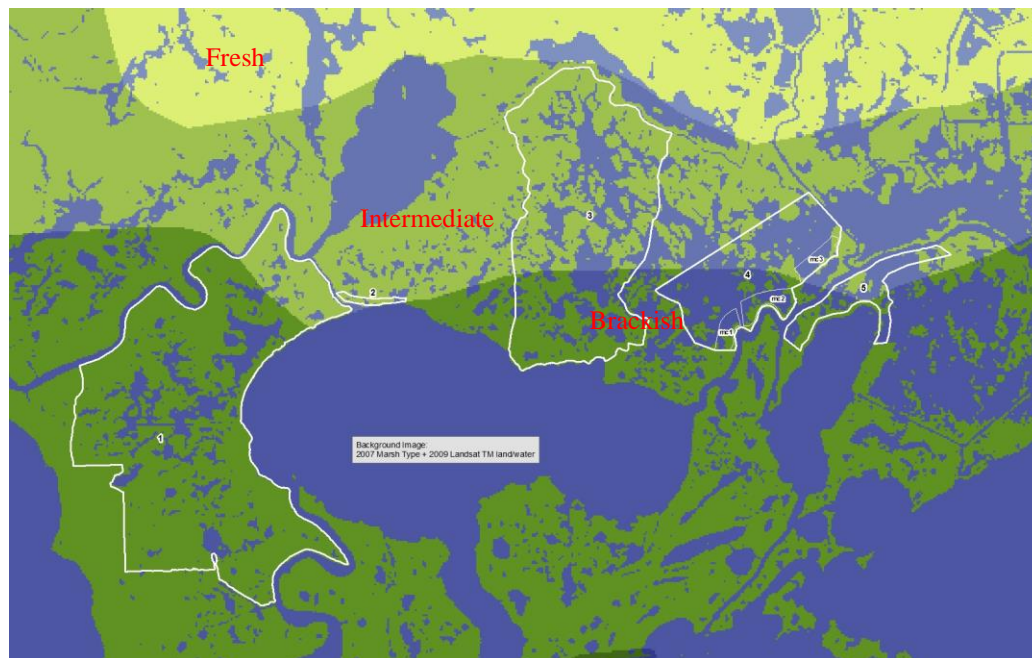 Fresh
Intermediate
3
mc3
4
5
2
mc2
Brackish
mc1
1
Background Image:
2007 Marsh Type + 2009 Landsat TM land/water